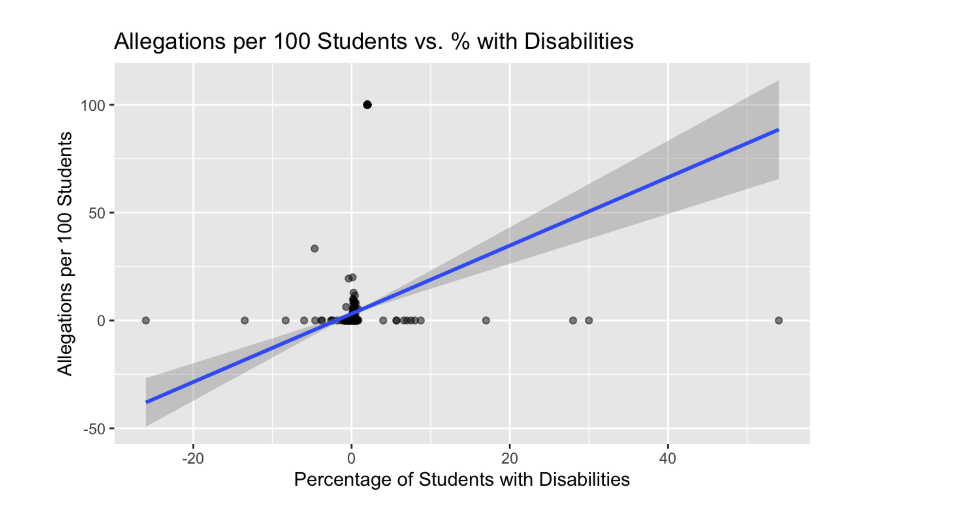 Allegations per 100 Students vs. % with Disabilities
Allegations per 100 Students
100
50
0
-50
-20
0
20
40
Percentage of Students with Disabilities